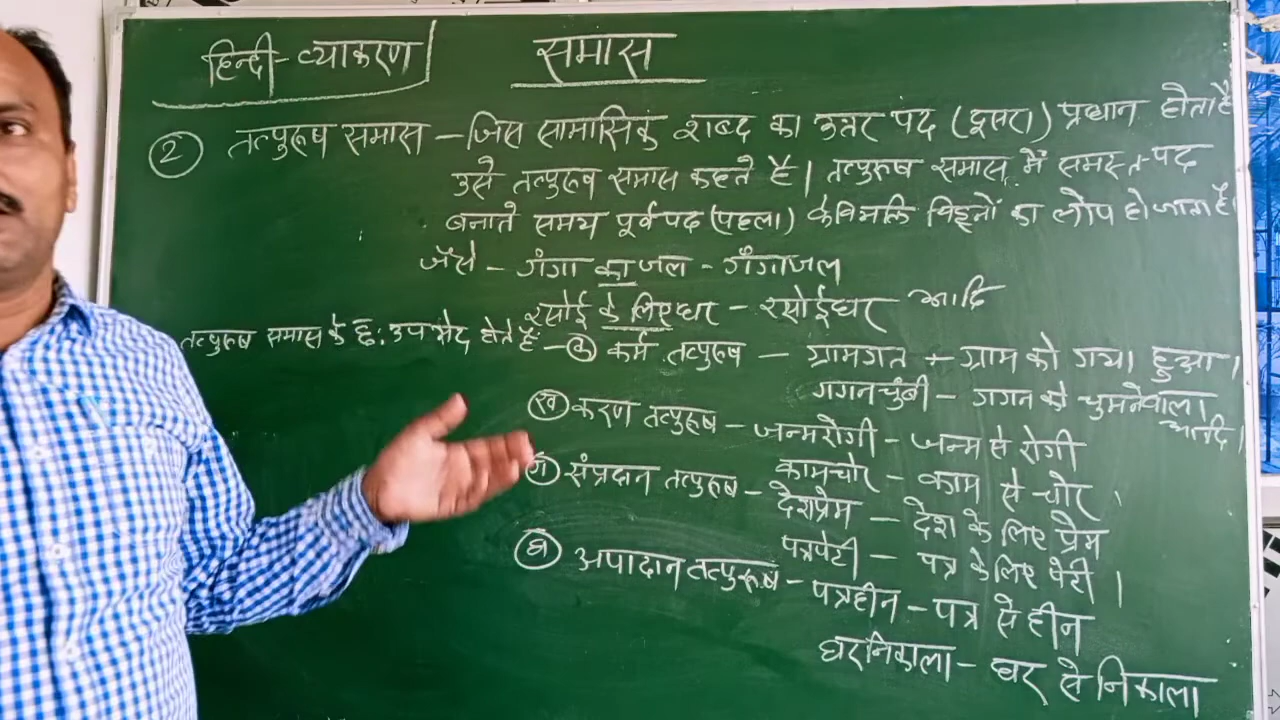 हिन्दी-व्याकरण
समास
② तत्पुरूष समास – जिस सामासिक शब्द का उत्तर पद (दूसरा) प्रधान होता है
उसे तत्पुरूष समास कहते है। तत्पुरूष समास में समस्त-पद
बनाते समय पूर्वपद (पहला) के विभक्ति चिह्नों का लोप हो जाता है।
जैसे – गंगा का जल - गंगाजल
रसोई के लिए घर – रसोईघर आदि
तत्पुरूष समास के छ: उपभेद होते हैं – क कर्म तत्पुरूष – ग्रामगत – ग्राम को गया हुआ।
गगनचुंबी – गगन को चुमनेवाला। आदि।
ख करण तत्पुरूष – जन्मरोगी – जन्म से रोगी
कामचोर – काम से चोर।
ग संप्रदान तत्पुरूष – देशप्रेम – देश के लिए प्रेम
पत्रपेटी – पत्र के लिए पेटी।
घ अपादान तत्पुरूष – पत्रहीन – पत्र से हीन
घरनिकाला – घर से निकाला